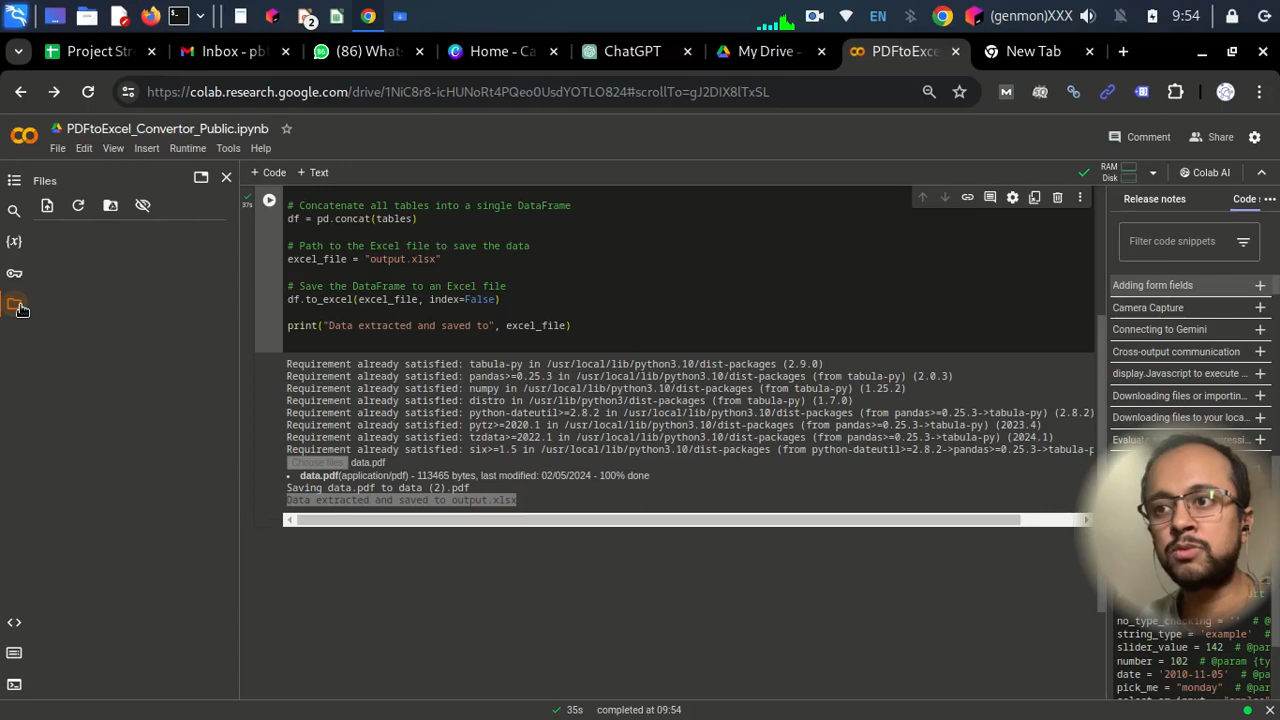 2
EN
(genmon)XXX
9:54
Project Str
Inbox - pb
(86) What
Home - Ca
ChatGPT
My Drive -
PDFtoExce
New Tab
https://colab.research.google.com/drive/1NiC8r8-icHUNoRt4PQeo0UsdYOTLO824#scrollTo=gJ2DIX8lTxSL
PDFtoExcel_Convertor_Public.ipynb
Comment
Share
File Edit View Insert Runtime Tools Help
Files
+ Code + Text
RAM
Disk
Colab AI
Release notes
Code
37s
# Concatenate all tables into a single DataFrame
df = pd.concat(tables)
# Path to the Excel file to save the data
excel_file = "output.xlsx"
# Save the DataFrame to an Excel file
df.to_excel(excel_file, index=False)
print("Data extracted and saved to", excel_file)
Requirement already satisfied: tabula-py in /usr/local/lib/python3.10/dist-packages (2.9.0)
Requirement already satisfied: pandas>=0.25.3 in /usr/local/lib/python3.10/dist-packages (from tabula-py) (2.0.3)
Requirement already satisfied: numpy in /usr/local/lib/python3.10/dist-packages (from tabula-py) (1.25.2)
Requirement already satisfied: distro in /usr/lib/python3/dist-packages (from tabula-py) (1.7.0)
Requirement already satisfied: python-dateutil>=2.8.2 in /usr/local/lib/python3.10/dist-packages (from pandas>=0.25.3->tabula-py) (2.8.2)
Requirement already satisfied: pytz>=2020.1 in /usr/local/lib/python3.10/dist-packages (from pandas>=0.25.3->tabula-py) (2023.4)
Requirement already satisfied: tzdata>=2022.1 in /usr/local/lib/python3.10/dist-packages (from pandas>=0.25.3->tabula-py) (2024.1)
Requirement already satisfied: six>=1.5 in /usr/local/lib/python3.10/dist-packages (from python-dateutil>=2.8.2->pandas>=0.25.3->tabula-p
Choose files data.pdf
• data.pdf(application/pdf) - 113465 bytes, last modified: 02/05/2024 - 100% done
Saving data.pdf to data (2).pdf
Data extracted and saved to output.xlsx
Filter code snippets
Adding form fields
Camera Capture
Connecting to Gemini
Cross-output communication
display.Javascript to execute ...
Downloading files or importin...
Downloading files to your loca...
no_type_checking = '' # @
string_type = 'example' #
slider_value = 142 # @par
number = 102 # @param {ty
date = '2010-11-05' # @pa
pick_me = "monday" # @par
35s completed at 09:54